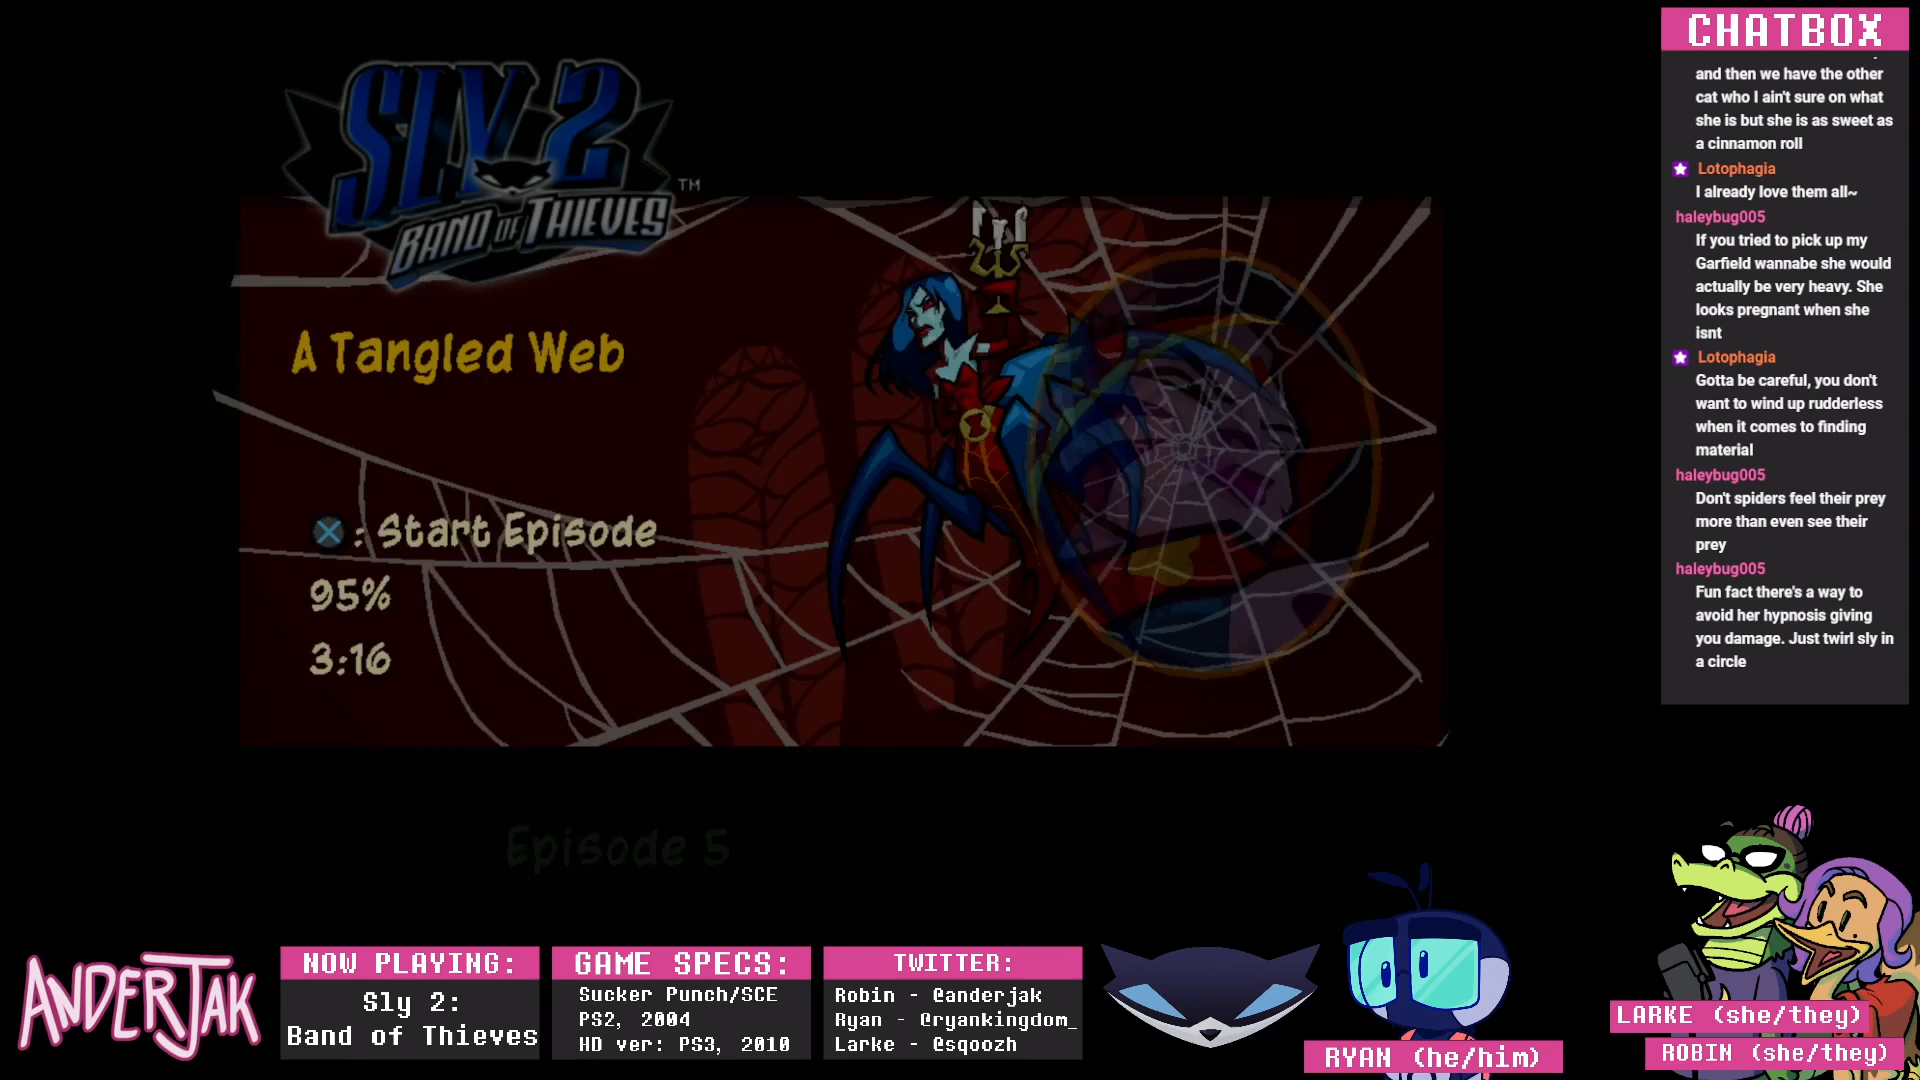 SLY 2
BAND OF THIEVES
TM
A Tangled Web
: Start Episode
95%
3:16
Episode 5
CHATBOX
and then we have the other
cat who I ain't sure on what
she is but she is as sweet as
a cinnamon roll
Lotophagia
I already love them all~
haleybug005
If you tried to pick up my
Garfield wannabe she would
actually be very heavy. She
looks pregnant when she
isnt
Lotophagia
Gotta be careful, you don't
want to wind up rudderless
when it comes to finding
material
haleybug005
Don't spiders feel their prey
more than even see their
prey
haleybug005
Fun fact there's a way to
avoid her hypnosis giving
you damage. Just twirl sly in
a circle
ANDERJAK
NOW PLAYING:
Sly 2:
Band of Thieves
GAME SPECS:
Sucker Punch/SCE
PS2, 2004
HD ver: PS3, 2010
TWITTER:
Robin - @anderjak
Ryan - @ryankingdom_
Larke - @sqoozh
RYAN (he/him)
LARKE (she/they)
ROBIN (she/they)